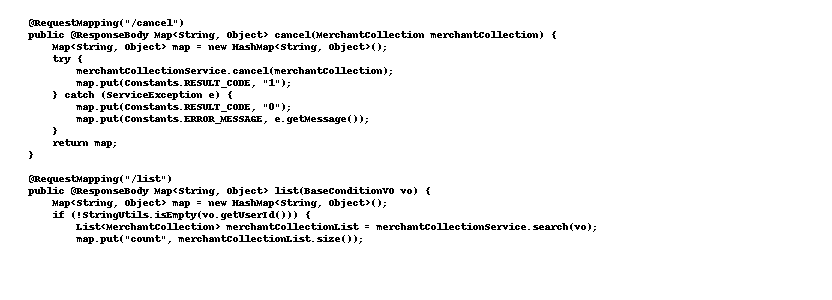 @RequestMapping("/cancel")
public @ResponseBody Map<String, Object> cancel(MerchantCollection merchantCollection) {
    Map<String, Object> map = new HashMap<String, Object>();
    try {
        merchantCollectionService.cancel(merchantCollection);
        map.put(Constants.RESULT_CODE, "1");
    } catch (ServiceException e) {
        map.put(Constants.RESULT_CODE, "0");
        map.put(Constants.ERROR_MESSAGE, e.getMessage());
    }
    return map;
}

@RequestMapping("/list")
public @ResponseBody Map<String, Object> list(BaseConditionVO vo) {
    Map<String, Object> map = new HashMap<String, Object>();
    if (!StringUtils.isEmpty(vo.getUserId())) {
        List<MerchantCollection> merchantCollectionList = merchantCollectionService.search(vo);
        map.put("count", merchantCollectionList.size());